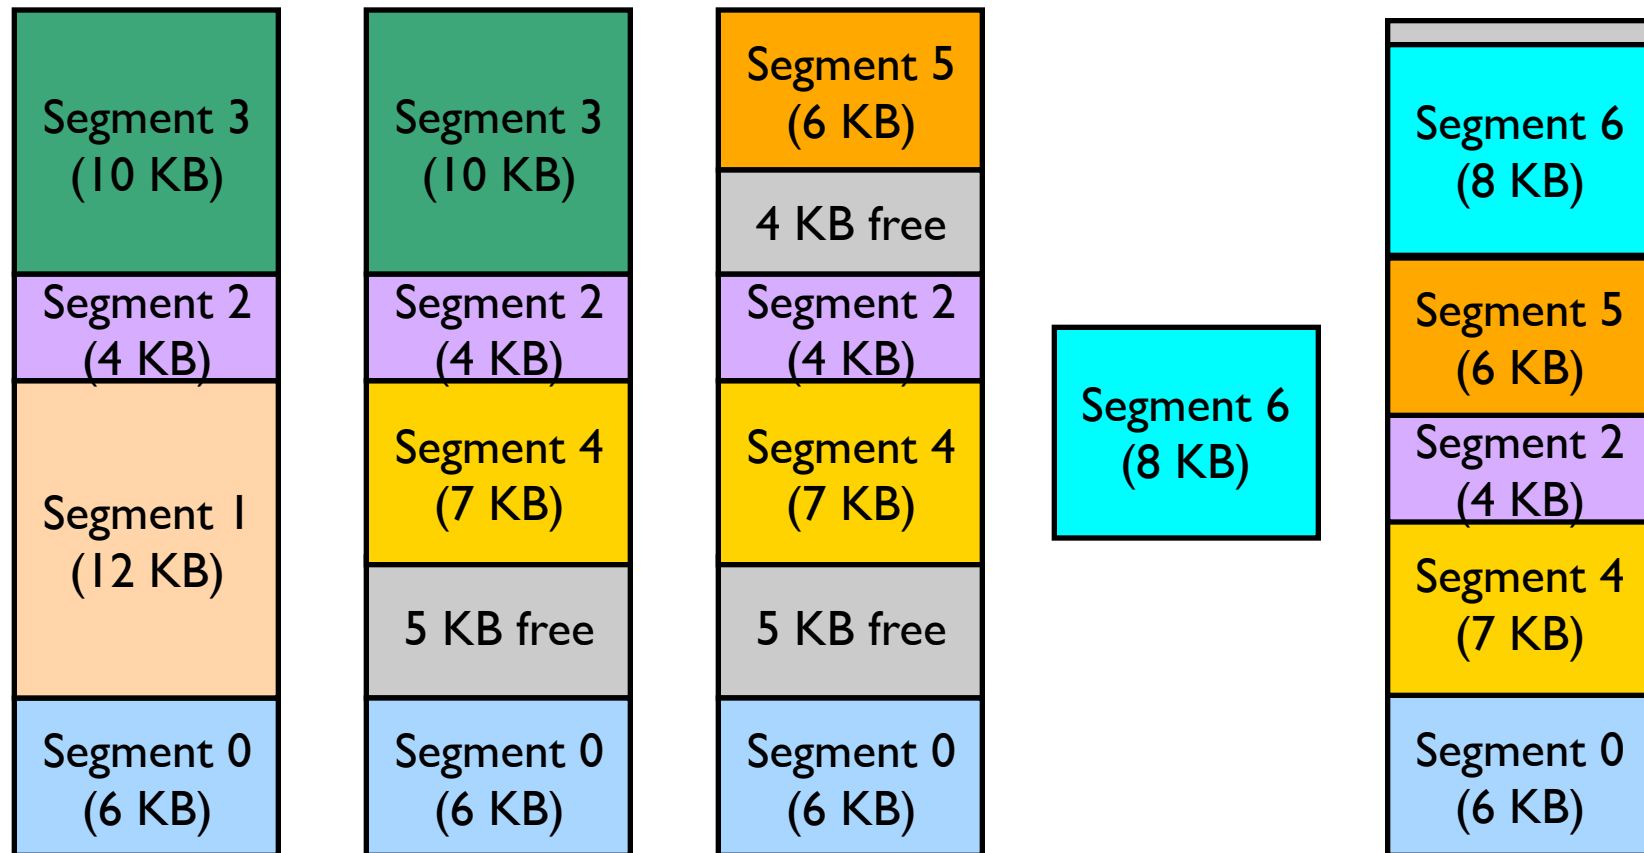 Segment 3
(10 KB)
Segment 2
(4 KB)
Segment 1
(12 KB)
Segment 0
(6 KB)
Segment 3
(10 KB)
Segment 2
(4 KB)
Segment 4
(7 KB)
5 KB free
Segment 0
(6 KB)
Segment 5
(6 KB)
4 KB free
Segment 2
(4 KB)
Segment 4
(7 KB)
5 KB free
Segment 0
(6 KB)
Segment 6
(8 KB)
Segment 6
(8 KB)
Segment 5
(6 KB)
Segment 2
(4 KB)
Segment 4
(7 KB)
Segment 0
(6 KB)